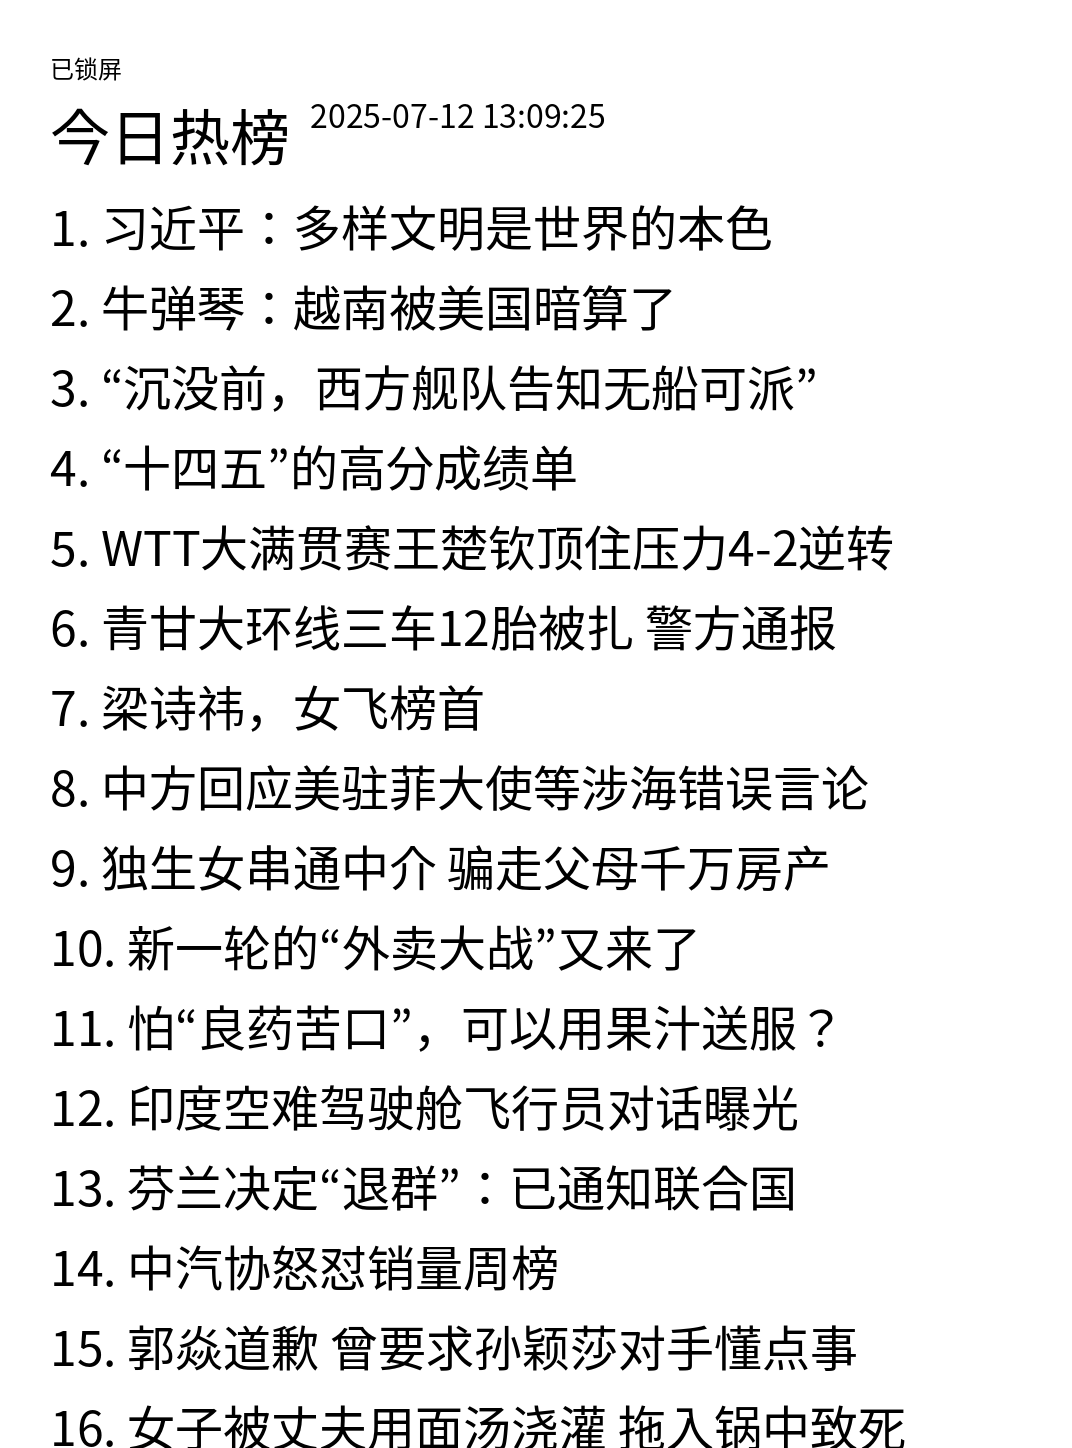 已锁屏
今日热榜 2025-07-12 13:09:25
1. 习近平：多样文明是世界的本色
2. 牛弹琴：越南被美国暗算了
3. “沉没前，西方舰队告知无船可派”
4. “十四五”的高分成绩单
5. WTT大满贯赛王楚钦顶住压力4-2逆转
6. 青甘大环线三车12胎被扎 警方通报
7. 梁诗祎，女飞榜首
8. 中方回应美驻菲大使等涉海错误言论
9. 独生女串通中介 骗走父母千万房产
10. 新一轮的“外卖大战”又来了
11. 怕“良药苦口”，可以用果汁送服？
12. 印度空难驾驶舱飞行员对话曝光
13. 芬兰决定“退群”：已通知联合国
14. 中汽协怒怼销量周榜
15. 郭焱道歉 曾要求孙颖莎对手懂点事
16. 女子被丈夫用面汤浇灌 拖入锅中致死